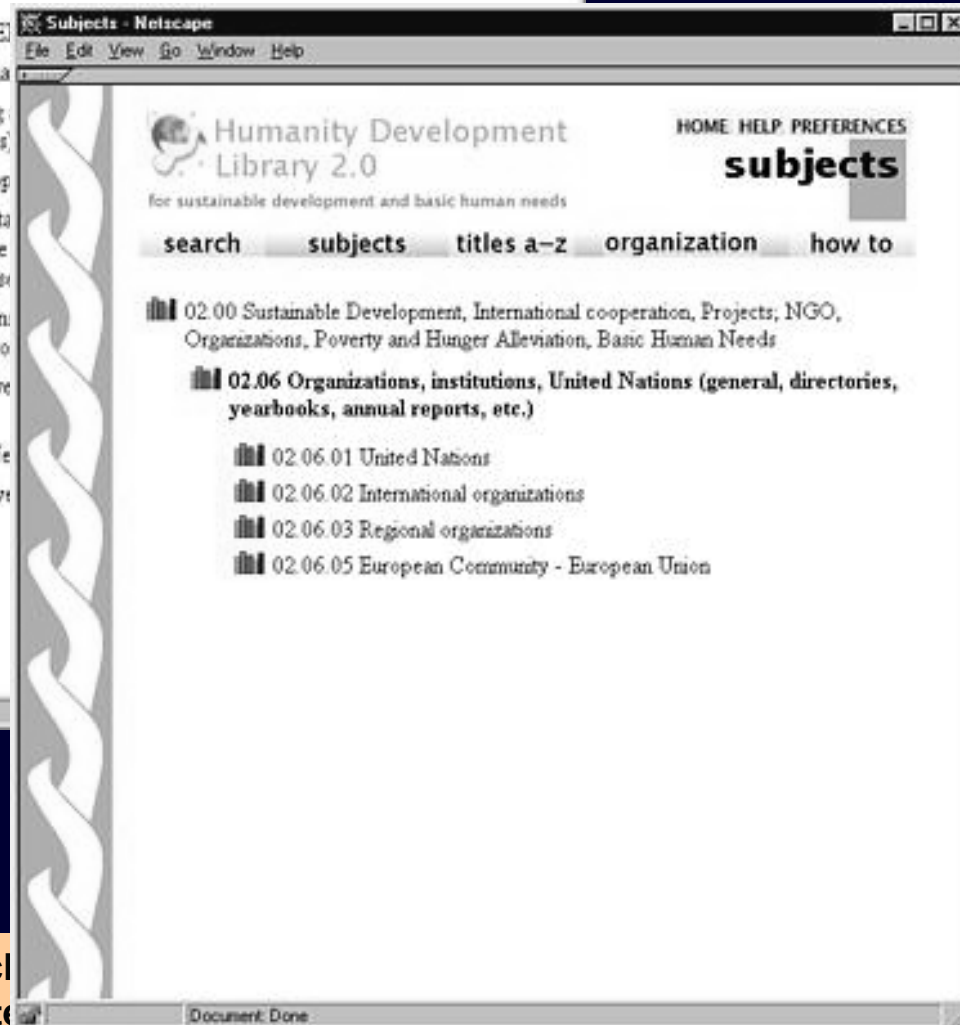 Subjects - Netscape
File Edit View Go Window Help
Humanity Development
Library 2.0
for sustainable development and basic human needs
HOME HELP PREFERENCES
subjects
search subjects titles a-z organization how to
02.00 Sustainable Development, International cooperation, Projects; NGO,
Organizations, Poverty and Hunger Alleviation, Basic Human Needs
02.06 Organizations, institutions, United Nations (general, directories,
yearbooks, annual reports, etc.)
02.06.01 United Nations
02.06.02 International organizations
02.06.03 Regional organizations
02.06.05 European Community - European Union
Document: Done